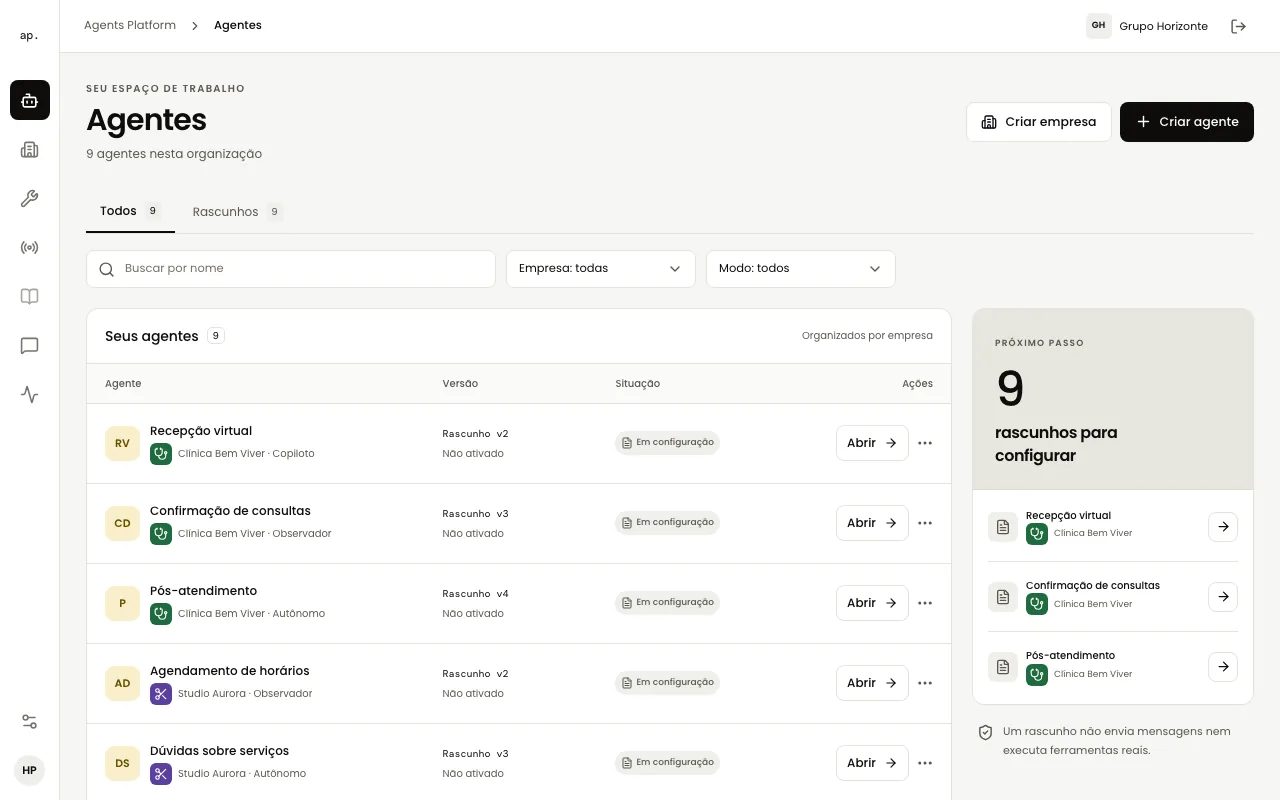 ap.
Agents Platform
Agentes
GH
Grupo Horizonte
SEU ESPAÇO DE TRABALHO
Agentes
9 agentes nesta organização
Criar empresa
Criar agente
Todos 9
Rascunhos 9
Buscar por nome
Empresa: todas
Modo: todos
Seus agentes 9
Organizados por empresa
Agente
Versão
Situação
Ações
RV
Recepção virtual
Clínica Bem Viver · Copiloto
Rascunho v2
Não ativado
Em configuração
Abrir
CD
Confirmação de consultas
Clínica Bem Viver · Observador
Rascunho v3
Não ativado
Em configuração
Abrir
P
Pós-atendimento
Clínica Bem Viver · Autônomo
Rascunho v4
Não ativado
Em configuração
Abrir
AD
Agendamento de horários
Studio Aurora · Observador
Rascunho v2
Não ativado
Em configuração
Abrir
DS
Dúvidas sobre serviços
Studio Aurora · Autônomo
Rascunho v3
Não ativado
Em configuração
Abrir
PRÓXIMO PASSO
9
rascunhos para
configurar
Recepção virtual
Clínica Bem Viver
Confirmação de consultas
Clínica Bem Viver
Pós-atendimento
Clínica Bem Viver
Um rascunho não envia mensagens nem
executa ferramentas reais.
HP